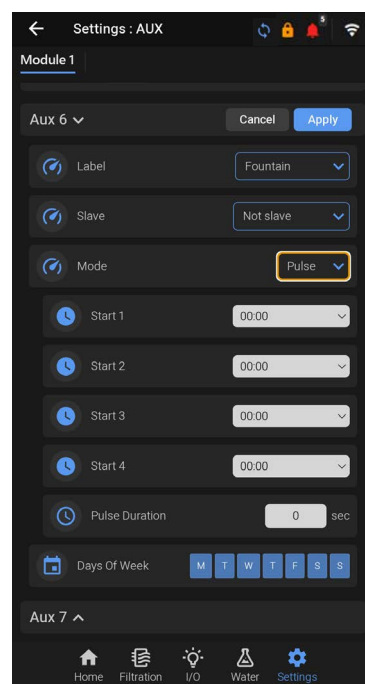 Settings : AUX
5
Module 1
Aux 6
Cancel
Apply
Label
Fountain
Slave
Not slave
Mode
Pulse
Start 1
00:00
Start 2
00:00
Start 3
00:00
Start 4
00:00
Pulse Duration
0
sec
Days Of Week
M T W T F S S
Aux 7
Home
Filtration
I/O
Water
Settings